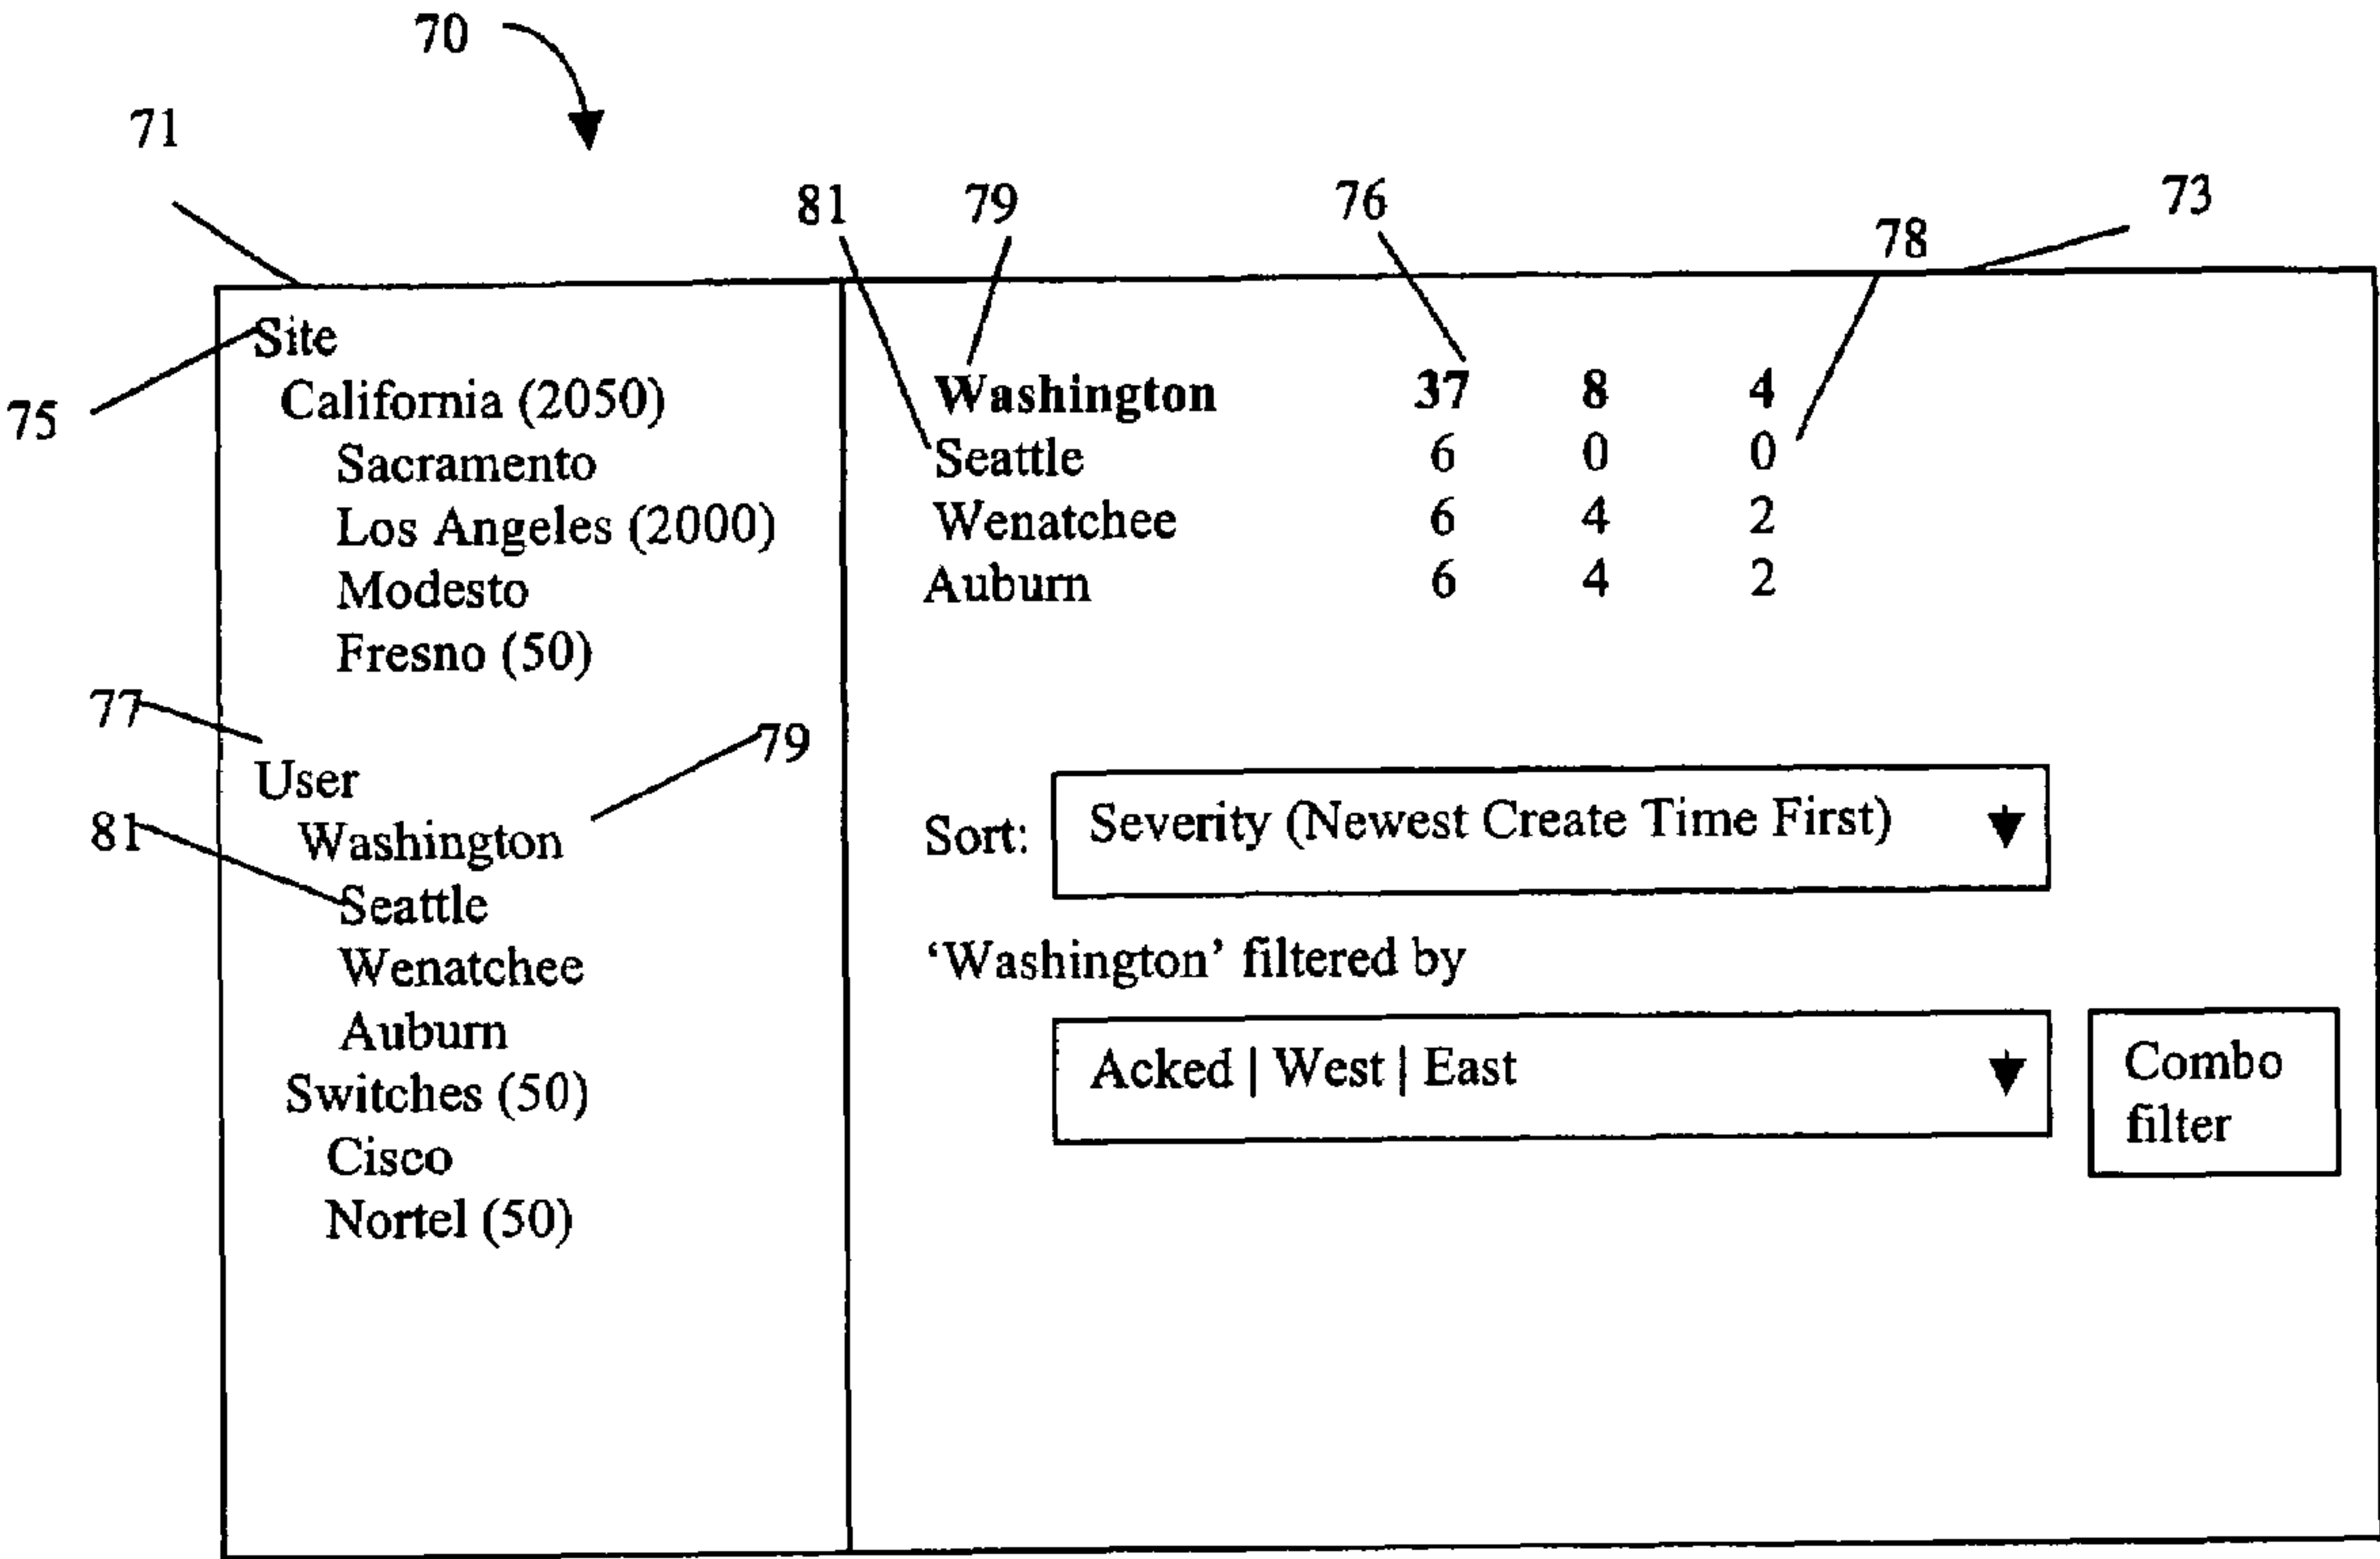 70
71
81 79 76 78 73
75
Site
California (2050)
Sacramento
Los Angeles (2000)
Modesto
Fresno (50)
77
79
User
81
Washington
Seattle
Wenatchee
Auburn
Switches (50)
Cisco
Nortel (50)
Washington 37 8 4
Seattle 6 0 0
Wenatchee 6 4 2
Auburn 6 4 2
Sort: Severity (Newest Create Time First)
‘Washington’ filtered by
Acked | West | East
Combo
filter